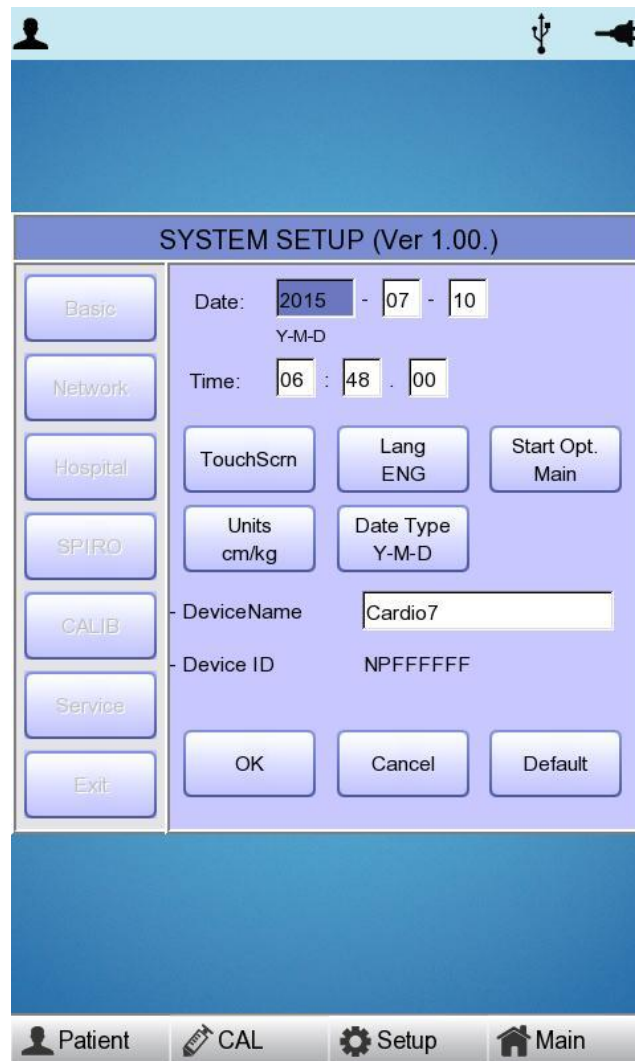 SYSTEM SETUP (Ver 1.00.)
Basic
Network
Hospital
SPIRO
CALIB
Service
Exit
Date: 2015 - 07 - 10
Y-M-D
Time: 06 : 48 . 00
TouchScrn
Lang
ENG
Start Opt.
Main
Units
cm/kg
Date Type
Y-M-D
- DeviceName Cardio7
- Device ID NPFFFFFF
OK Cancel Default
Patient CAL Setup Main